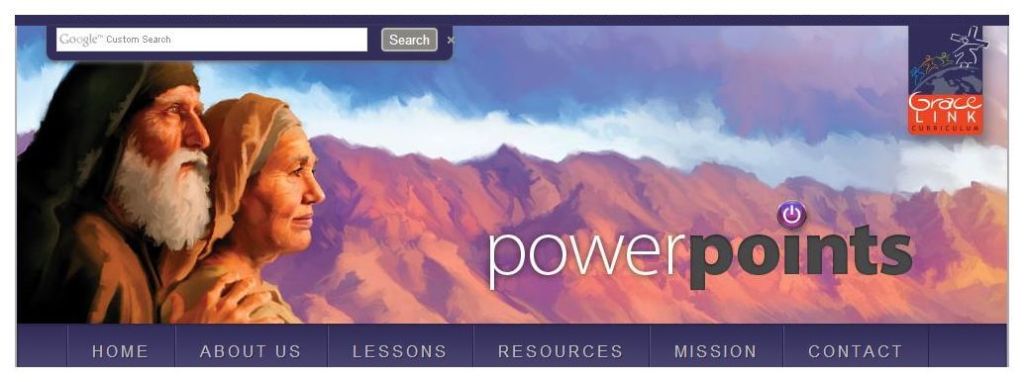 Google™ Custom Search
Search
×
Grace
LINK
CURRICULUM
powerpoints
HOME
ABOUT US
LESSONS
RESOURCES
MISSION
CONTACT